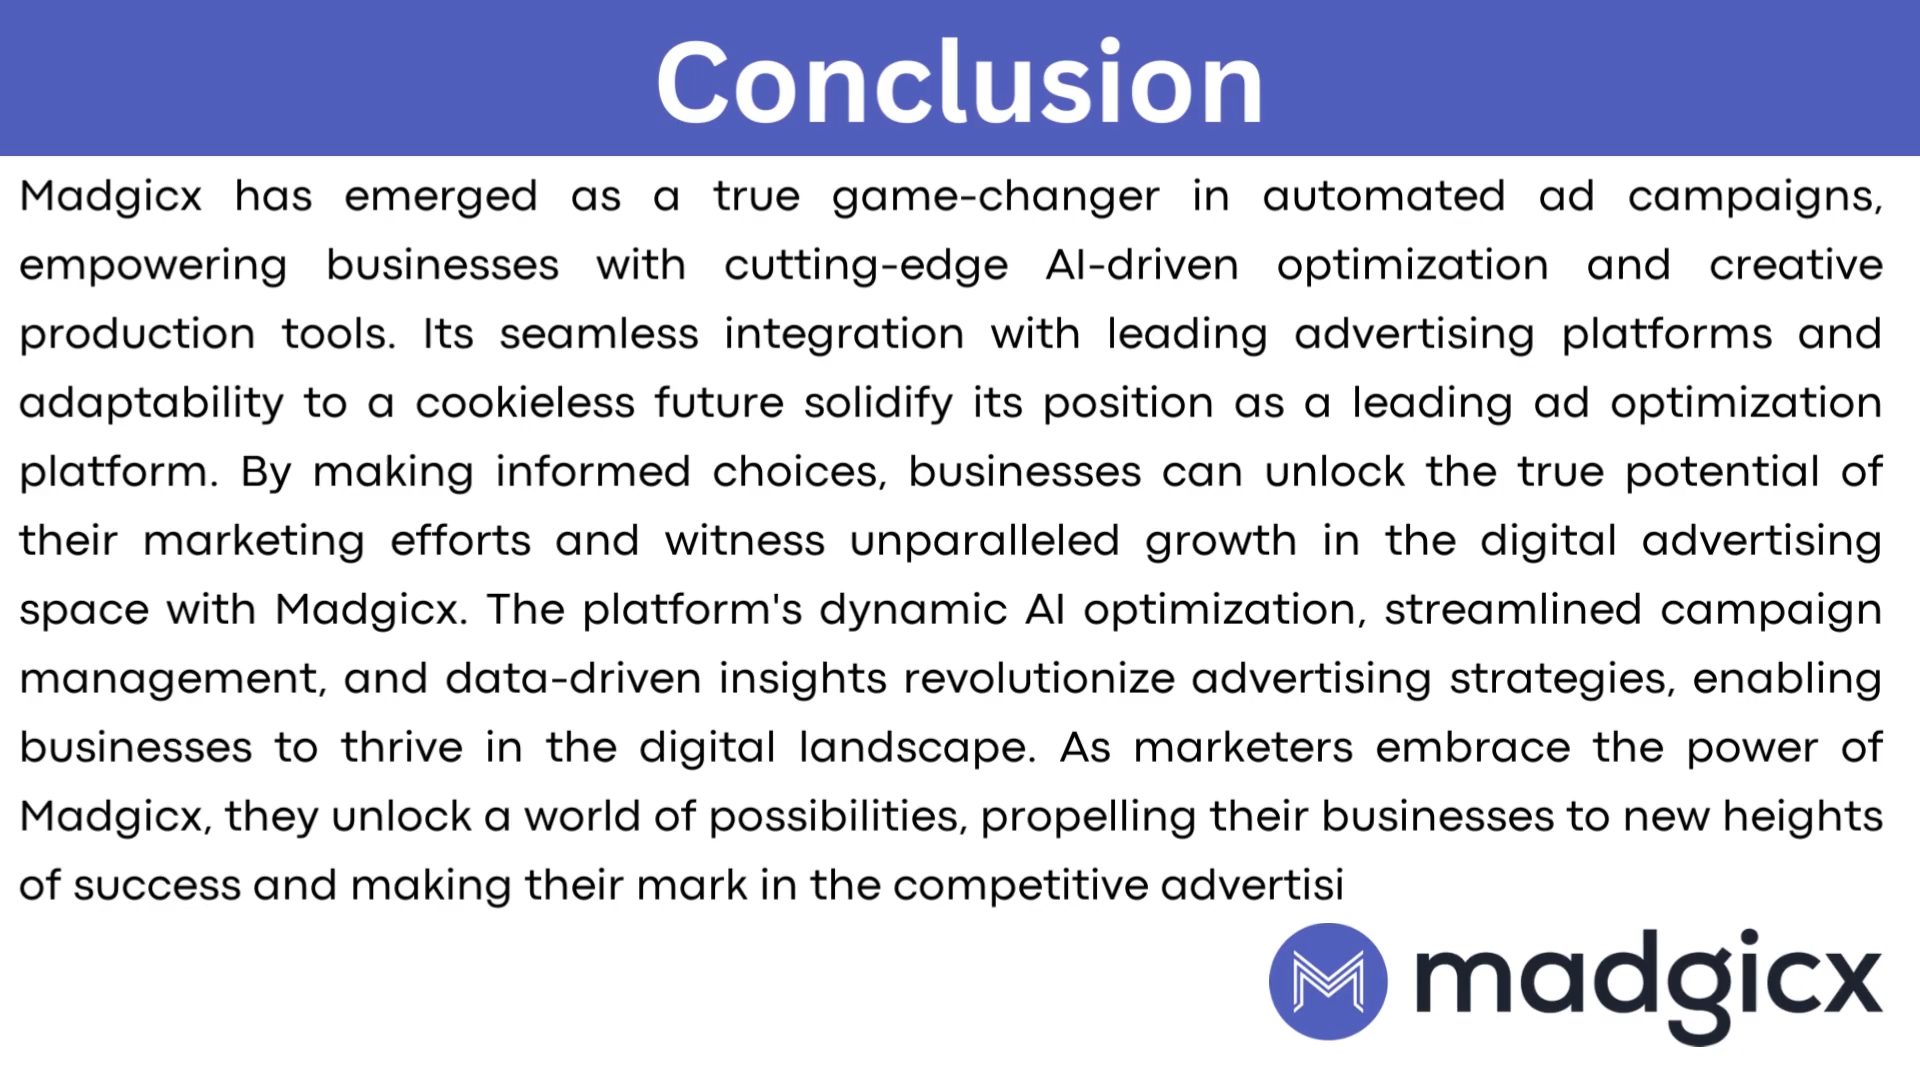 Conclusion
Madgicx has emerged as a true game-changer in automated ad campaigns,
empowering businesses with cutting-edge AI-driven optimization and creative
production tools. Its seamless integration with leading advertising platforms and
adaptability to a cookieless future solidify its position as a leading ad optimization
platform. By making informed choices, businesses can unlock the true potential of
their marketing efforts and witness unparalleled growth in the digital advertising
space with Madgicx. The platform's dynamic AI optimization, streamlined campaign
management, and data-driven insights revolutionize advertising strategies, enabling
businesses to thrive in the digital landscape. As marketers embrace the power of
Madgicx, they unlock a world of possibilities, propelling their businesses to new heights
of success and making their mark in the competitive advertisi
M madgicx